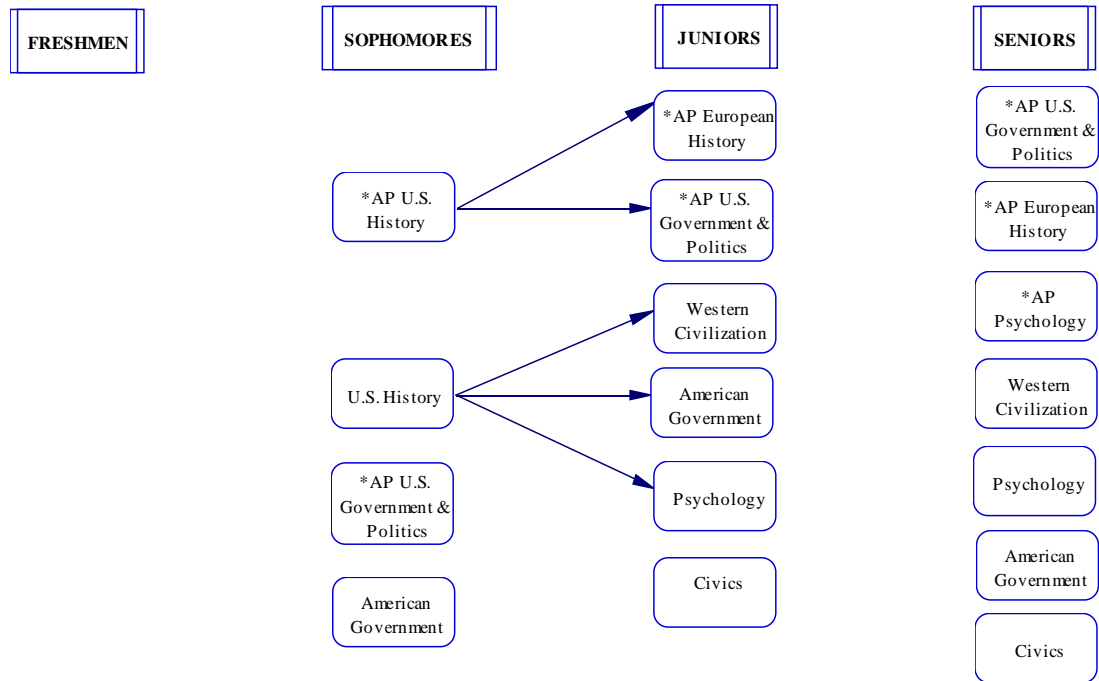 FRESHMEN
SOPHOMORES
JUNIORS
SENIORS
*AP U.S.
History
U.S. History
*AP U.S.
Government &
Politics
American
Government
*AP European
History
*AP U.S.
Government &
Politics
Western
Civilization
American
Government
Psychology
Civics
*AP U.S.
Government &
Politics
*AP European
History
*AP
Psychology
Western
Civilization
Psychology
American
Government
Civics